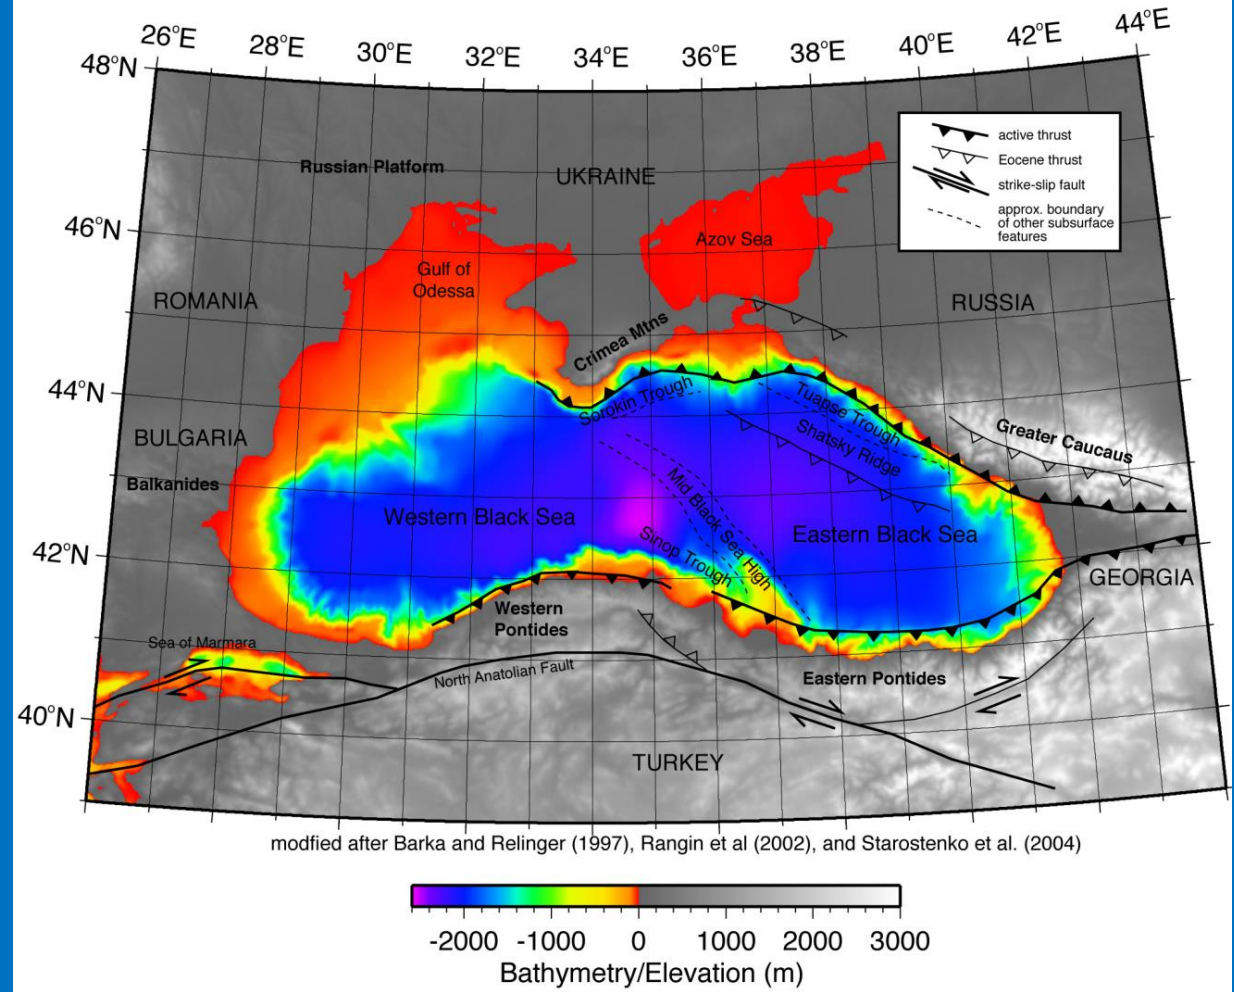 26°E 28°E 30°E 32°E 34°E 36°E 38°E 40°E 42°E 44°E
48°N
46°N
44°N
42°N
40°N
active thrust
Eocene thrust
strike-slip fault
approx. boundary
of other subsurface
features
Russian Platform
UKRAINE
Azov Sea
Gulf of
Odessa
ROMANIA
RUSSIA
Crimea Mtns
Sorokin Trough
Tuapse Trough
Shatsky Ridge
Greater Caucaus
BULGARIA
Balkanides
Western Black Sea
Mid Black Sea High
Eastern Black Sea
Sinop Trough
GEORGIA
Western
Pontides
Sea of Marmara
North Anatolian Fault
Eastern Pontides
TURKEY
modfied after Barka and Relinger (1997), Rangin et al (2002), and Starostenko et al. (2004)
-2000 -1000 0 1000 2000 3000
Bathymetry/Elevation (m)